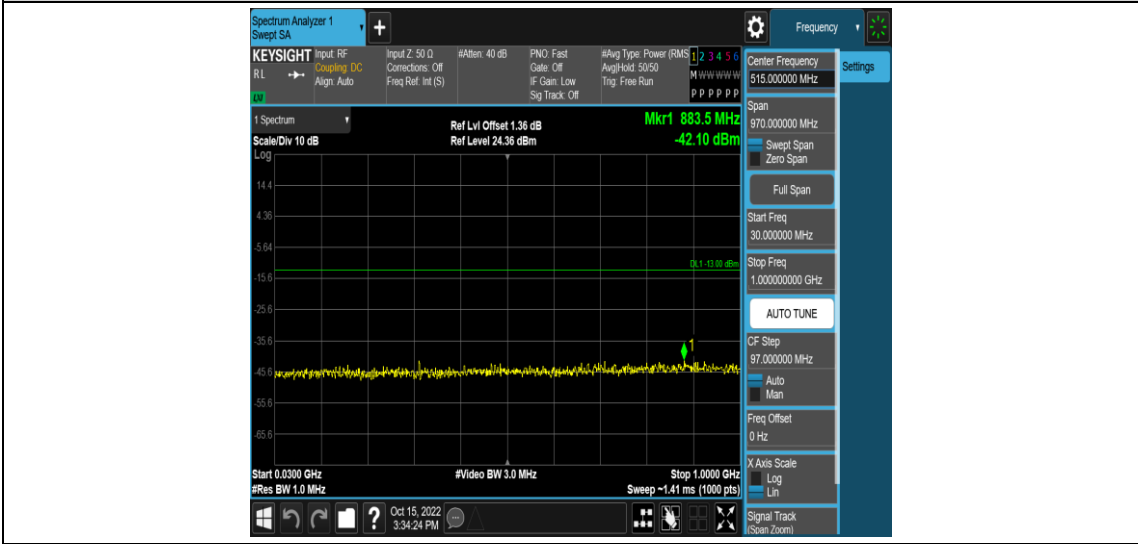 Spectrum Analyzer 1
Swept SA
+
Frequency
KEYSIGHT
RL
LNI
Input: RF
Coupling: DC
Align: Auto
Input Z: 50 Ω
Corrections: Off
Freq Ref: Int (S)
#Atten: 40 dB
PNO: Fast
Gate: Off
IF Gain: Low
Sig Track: Off
#Avg Type: Power (RMS
Avg|Hold: 50/50
Trig: Free Run
1 2 3 4 5 6
M W W W W W
P P P P P P
1 Spectrum
Scale/Div 10 dB
Log
Ref Lvl Offset 1.36 dB
Ref Level 24.36 dBm
Mkr1 883.5 MHz
-42.10 dBm
14.4
4.36
-5.64
DL1 -13.00 dBm
-15.6
-25.6
-35.6
1
-45.6
-55.6
-65.6
Start 0.0300 GHz
#Video BW 3.0 MHz
Stop 1.0000 GHz
#Res BW 1.0 MHz
Sweep ~1.41 ms (1000 pts)
?
Oct 15, 2022
3:34:24 PM
Center Frequency
515.000000 MHz
Settings
Span
970.000000 MHz
Swept Span
Zero Span
Full Span
Start Freq
30.000000 MHz
Stop Freq
1.000000000 GHz
AUTO TUNE
CF Step
97.000000 MHz
Auto
Man
Freq Offset
0 Hz
X Axis Scale
Log
Lin
Signal Track
(Span Zoom)